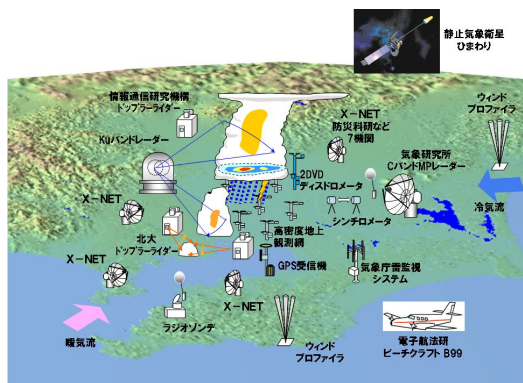 静止気象衛星
ひまわり
情報通信研究機構
ドップラーライダー
X-NET
防災科研など
7機関
ウィンド
プロファイラ
Kuバンドレーダー
気象研究所
CバンドMPレーダー
2DVD
ディスドロメータ
X-NET
シンチロメータ
冷気流
北大
ドップラーライダー
高密度地上
観測網
X-NET
GPS受信機
気象庁雷監視
システム
X-NET
ラジオゾンデ
暖気流
ウィンド
プロファイラ
電子航法研
ビーチクラフト B99